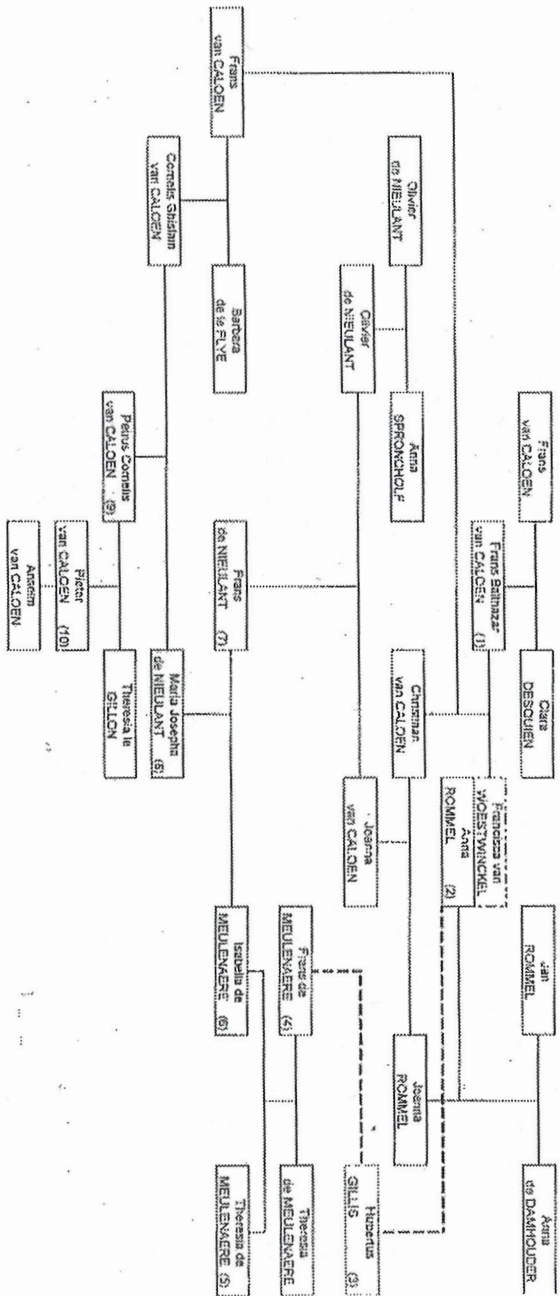 Frans
van CALOEN
Clara
DESQUIEN
Jan
ROMMEL
Anna
de DAMHOUDER
Frans Balthazar
van CALOEN (1)
Francisca van
WOESTWINCKEL
Anna
ROMMEL (2)
Joanna
ROMMEL
Olivier
de NIEULANT
Anna
SPRONCHOLF
Christiaan
van CALOEN
Hubertus
GILLIS (3)
Olivier
de NIEULANT
Joanna
van CALOEN
Frans de
MEULENAERE (4)
Theresia
de MEULENAERE
Frans
van CALOEN
Barbara
de la FLYE
Frans
de NIEULANT (7)
Isabella de
MEULENAERE (6)
Theresia de
MEULENAERE (5)
Cornelis Ghislain
van CALOEN
Maria Josepha
de NIEULANT
Petrus Cornelis
van CALOEN (9)
Theresia le
GILLON
Pieter
van CALOEN (10)
Anselm
van CALOEN